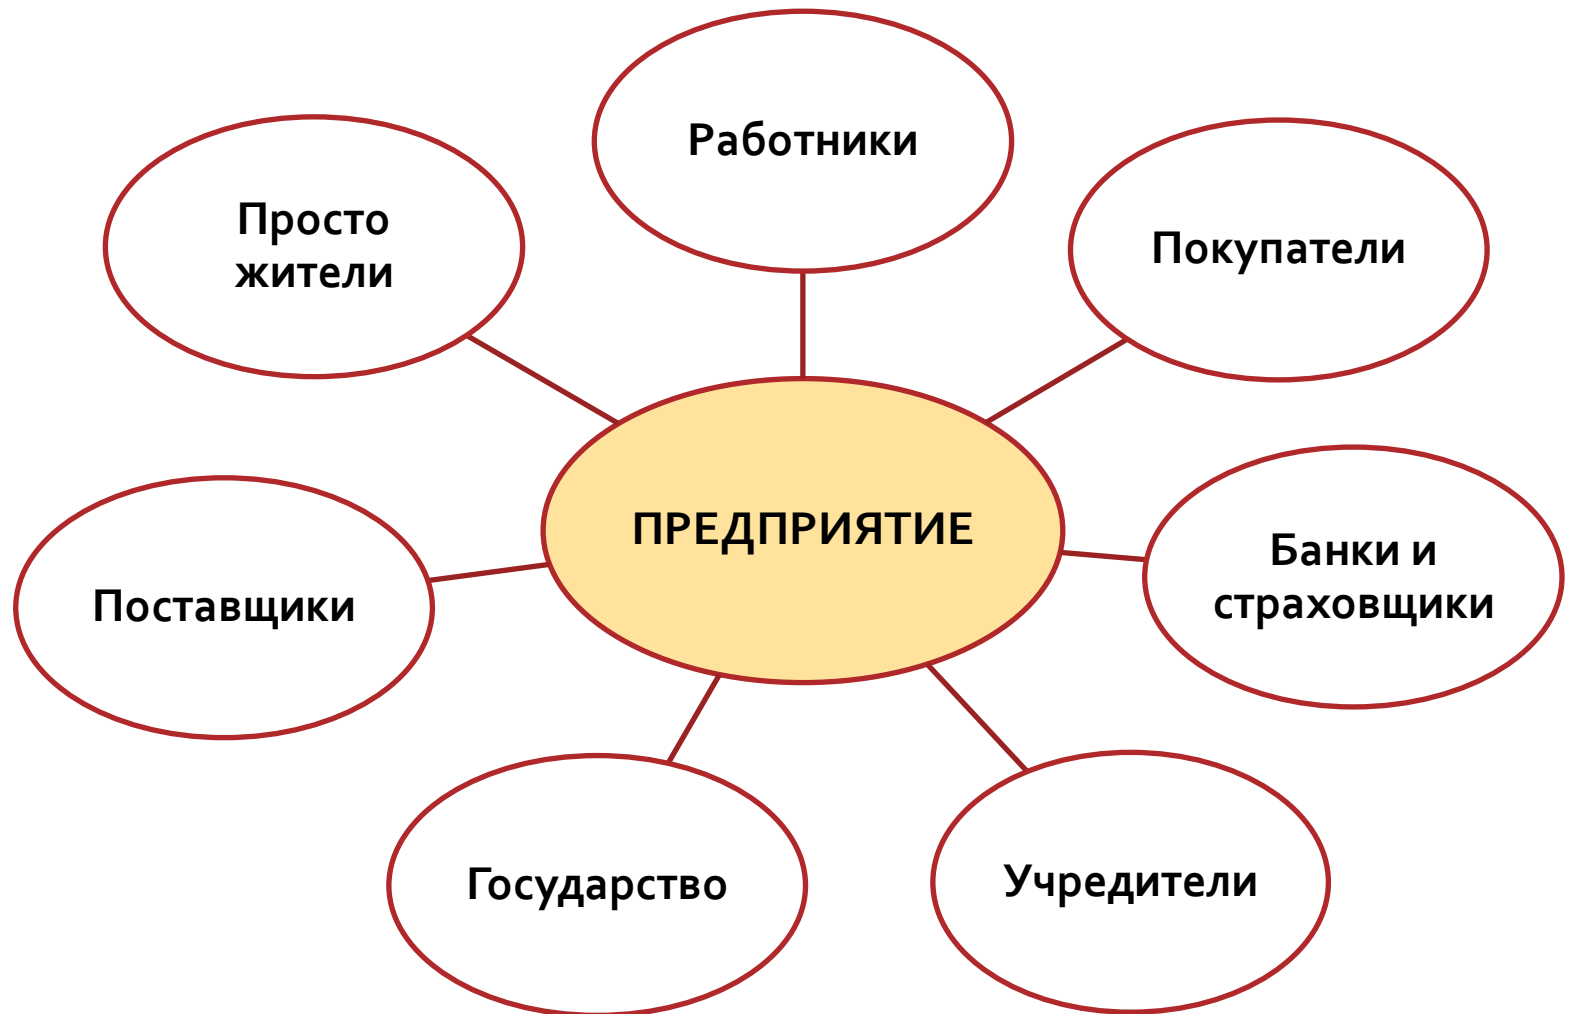 Работники
Просто
жители
Покупатели
ПРЕДПРИЯТИЕ
Банки и
страховщики
Поставщики
Государство
Учредители